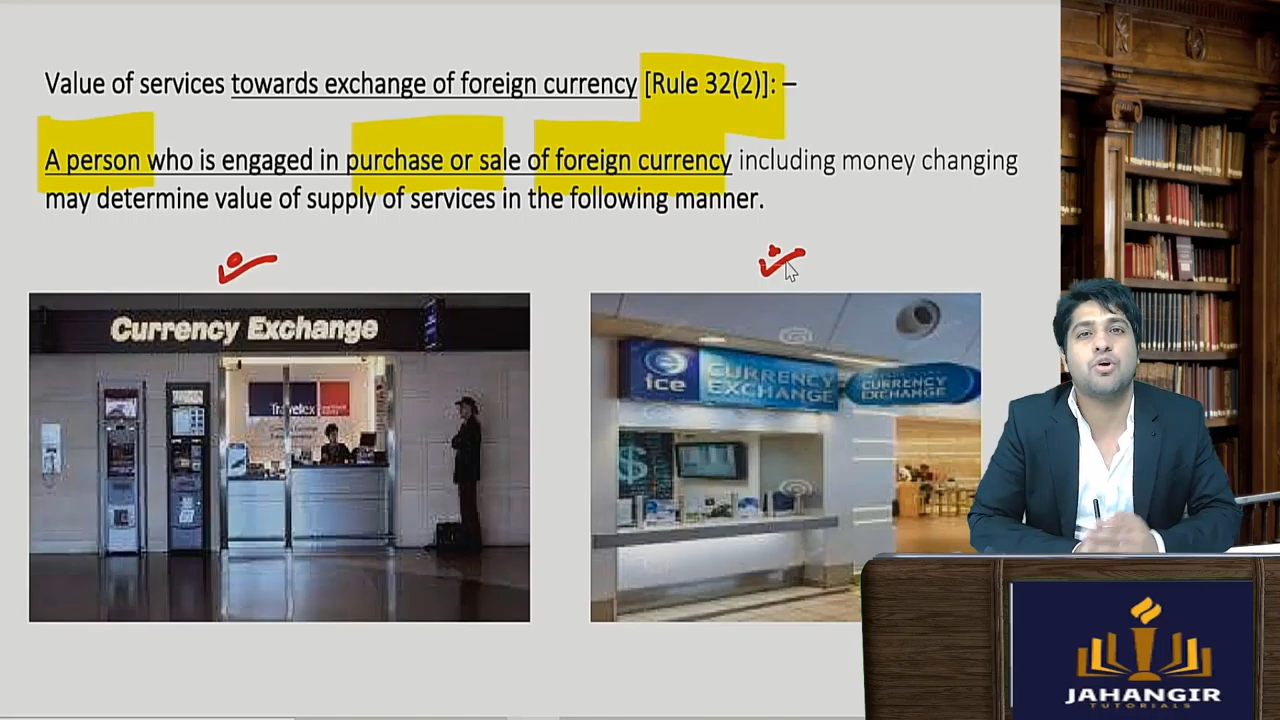 Value of services towards exchange of foreign currency [Rule 32(2)]: –
A person who is engaged in purchase or sale of foreign currency including money changing
may determine value of supply of services in the following manner.
Currency Exchange
Travelex
ice
CURRENCY
EXCHANGE
CURRENCY
EXCHANGE
$
JAHANGIR
TUTORIALS